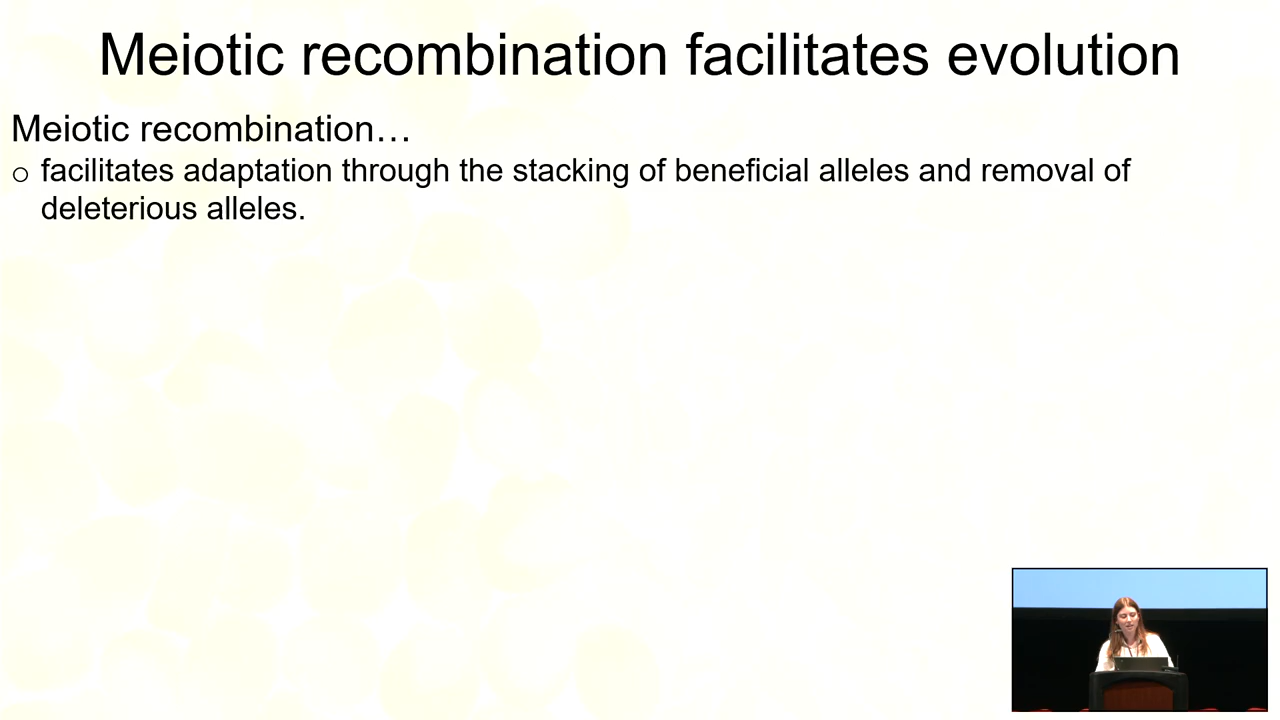 Meiotic recombination facilitates evolution
Meiotic recombination…
o facilitates adaptation through the stacking of beneficial alleles and removal of
deleterious alleles.